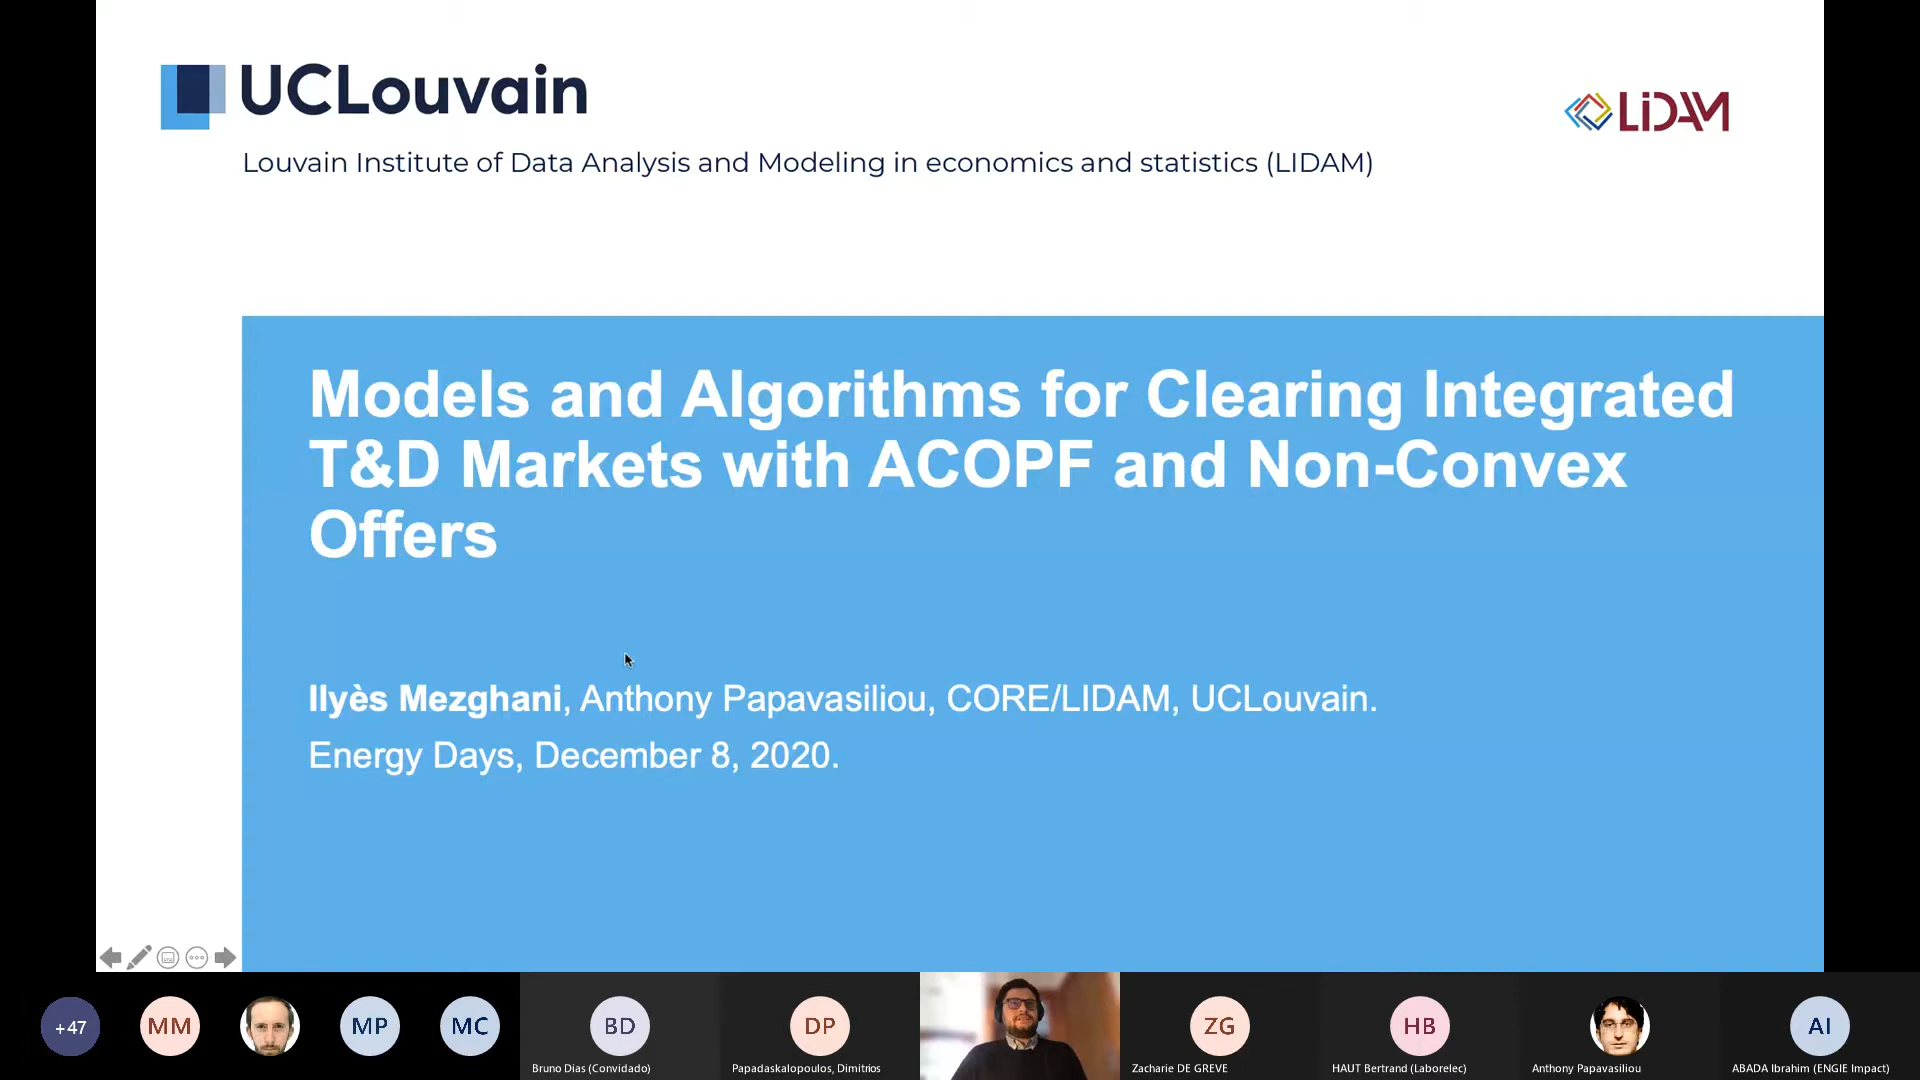 UCLouvain
LiDAM
Louvain Institute of Data Analysis and Modeling in economics and statistics (LIDAM)
Models and Algorithms for Clearing Integrated
T&D Markets with ACOPF and Non-Convex
Offers
Ilyès Mezghani, Anthony Papavasiliou, CORE/LIDAM, UCLouvain.
Energy Days, December 8, 2020.
+47
MM
MP
MC
BD
DP
ZG
HB
AI
Bruno Dias (Convidado)
Papadaskalopoulos, Dimitrios
Zacharie DE GREVE
HAUT Bertrand (Laborelec)
Anthony Papavasiliou
ABADA Ibrahim (ENGIE Impact)